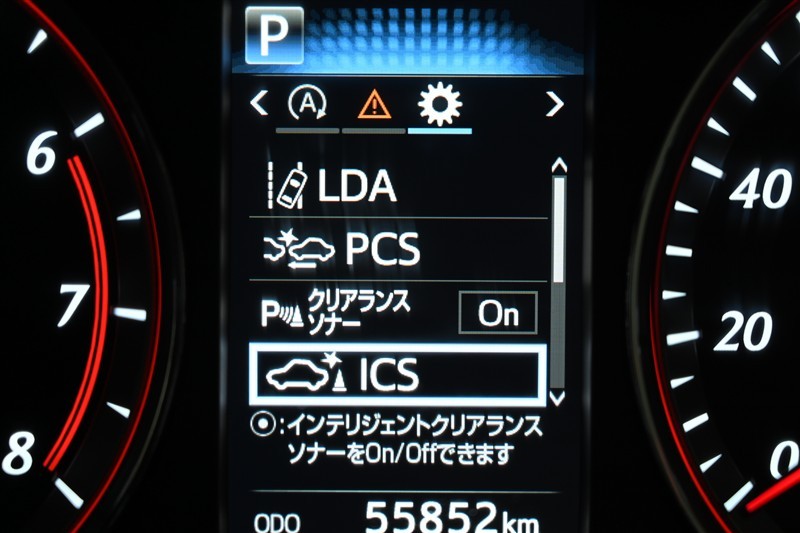 P
A
LDA
PCS
P クリアランス
ソナー
On
ICS
:インテリジェントクリアランス
ソナーをOn/Offできます
ODO 55852km
6
7
8
40
20
0